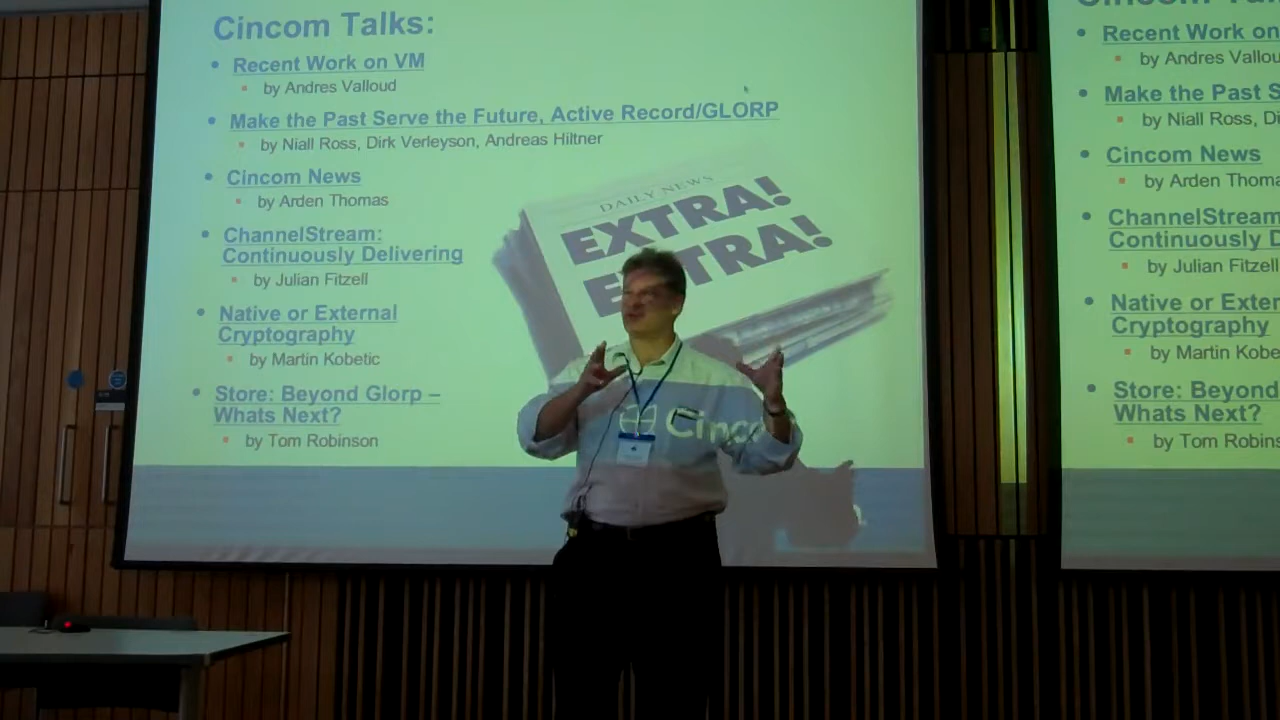 Cincom Talks:
• Recent Work on VM
▪ by Andres Valloud
• Make the Past Serve the Future, Active Record/GLORP
▪ by Niall Ross, Dirk Verleyson, Andreas Hiltner
• Cincom News
▪ by Arden Thomas
• ChannelStream:
Continuously Delivering
▪ by Julian Fitzell
• Native or External
Cryptography
▪ by Martin Kobetic
• Store: Beyond Glorp –
Whats Next?
▪ by Tom Robinson
DAILY NEWS
EXTRA!
EXTRA!
Cinco
• Recent Work on
▪ by Andres Vallou
• Make the Past S
▪ by Niall Ross, Di
• Cincom News
▪ by Arden Thoma
• ChannelStream
Continuously D
▪ by Julian Fitzell
• Native or Exter
Cryptography
▪ by Martin Kobe
• Store: Beyond
Whats Next?
▪ by Tom Robins